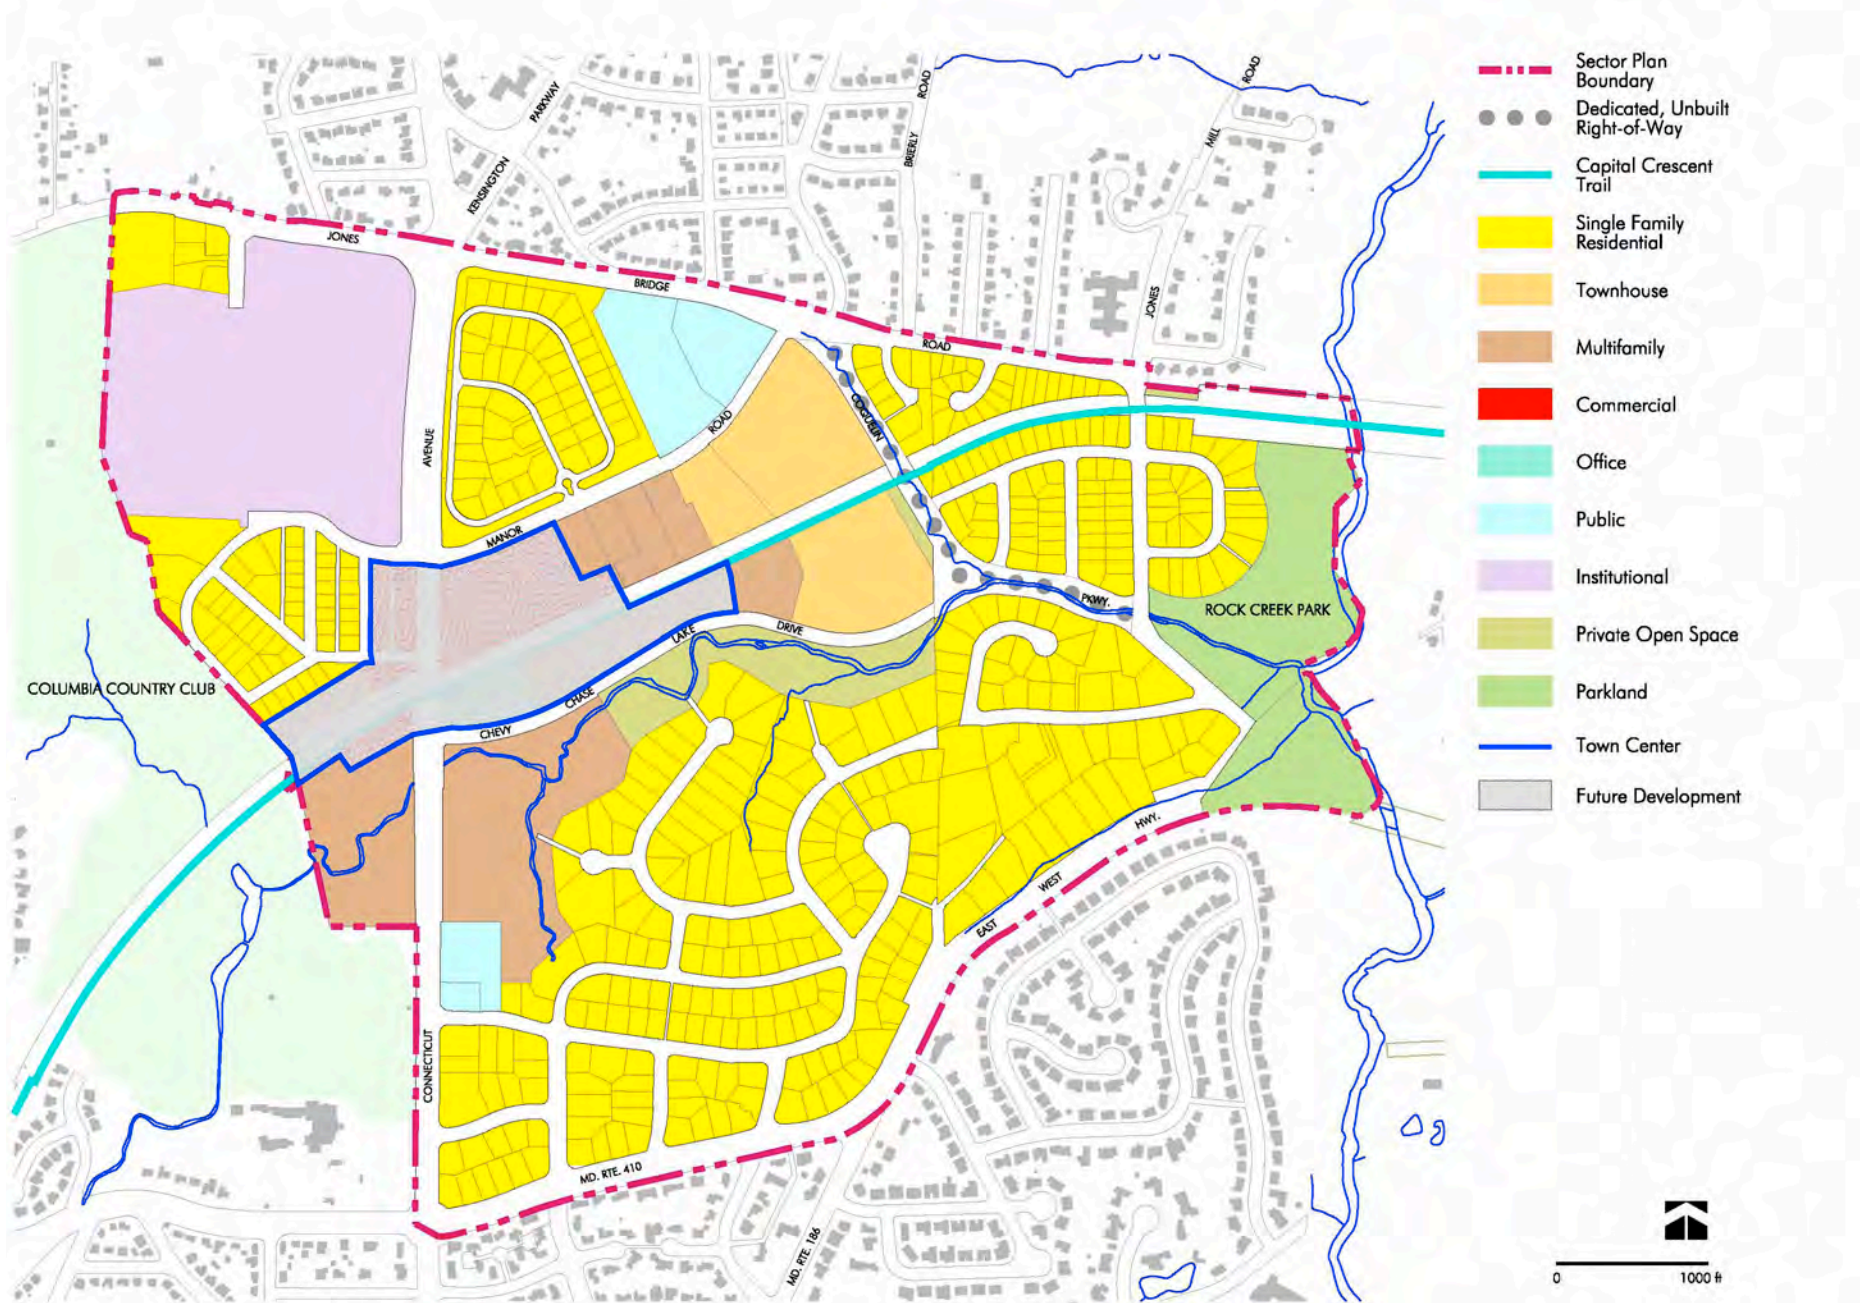 Sector Plan
Boundary
Dedicated, Unbuilt
Right-of-Way
Capital Crescent
Trail
Single Family
Residential
Townhouse
Multifamily
Commercial
Office
Public
Institutional
Private Open Space
Parkland
Town Center
Future Development
ROAD
ROAD
PARKWAY
MILL
BRIERLY
KENSINGTON
JONES
BRIDGE
JONES
ROAD
COQUELIN
ROAD
AVENUE
MANOR
PKWY.
ROCK CREEK PARK
DRIVE
LAKE
COLUMBIA COUNTRY CLUB
CHASE
CHEVY
HWY.
WEST
EAST
CONNECTICUT
MD. RTE. 410
MD. RTE. 186
0 1000 ft